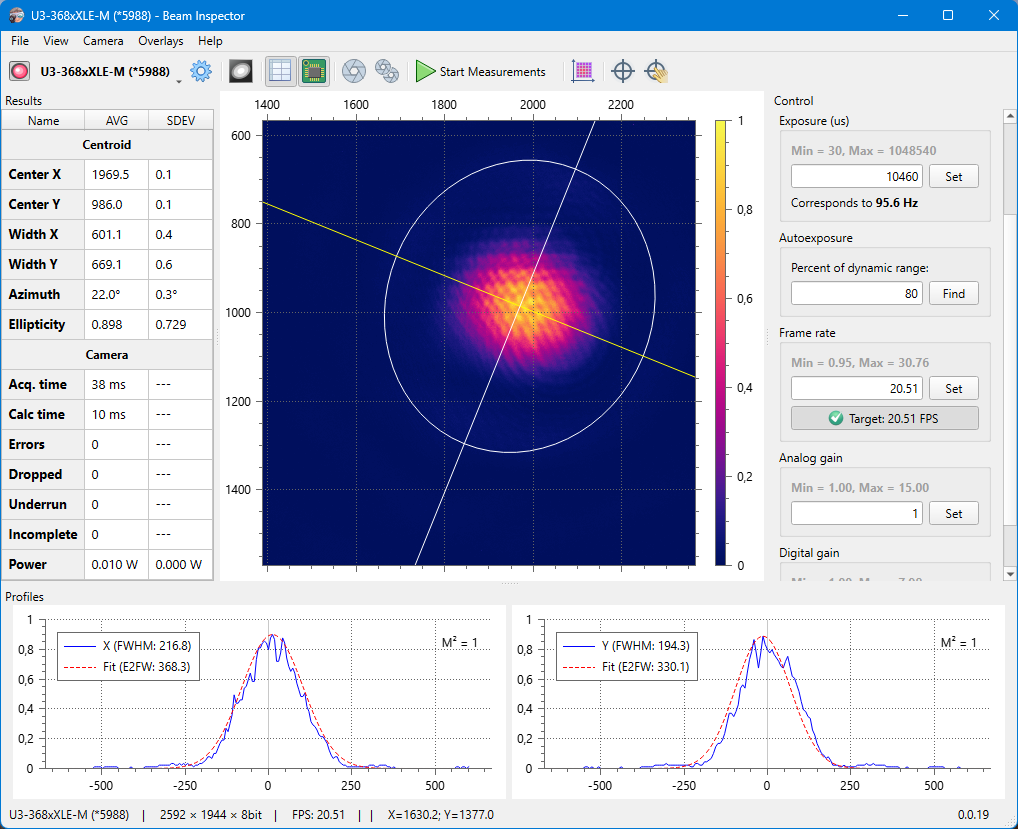 U3-368xXLE-M (*5988) - Beam Inspector
File View Camera Overlays Help
U3-368xXLE-M (*5988) Start Measurements
Results
Name AVG SDEV
Centroid
Center X 1969.5 0.1
Center Y 986.0 0.1
Width X 601.1 0.4
Width Y 669.1 0.6
Azimuth 22.0° 0.3°
Ellipticity 0.898 0.729
Camera
Acq. time 38 ms ---
Calc time 10 ms ---
Errors 0 ---
Dropped 0 ---
Underrun 0 ---
Incomplete 0 ---
Power 0.010 W 0.000 W
1400 1600 1800 2000 2200
600
800
1000
1200
1400
1
0,8
0,6
0,4
0,2
0
Control
Exposure (us)
Min = 30, Max = 1048540
10460 Set
Corresponds to 95.6 Hz
Autoexposure
Percent of dynamic range:
80 Find
Frame rate
Min = 0.95, Max = 30.76
20.51 Set
Target: 20.51 FPS
Analog gain
Min = 1.00, Max = 15.00
1 Set
Digital gain
Profiles
1
0,8
0,6
0,4
0,2
0
X (FWHM: 216.8)
Fit (E2FW: 368.3)
M² = 1
-500 -250 0 250 500
1
0,8
0,6
0,4
0,2
0
Y (FWHM: 194.3)
Fit (E2FW: 330.1)
M² = 1
-500 -250 0 250 500
U3-368xXLE-M (*5988) | 2592 × 1944 × 8bit | FPS: 20.51 | | X=1630.2; Y=1377.0 0.0.19